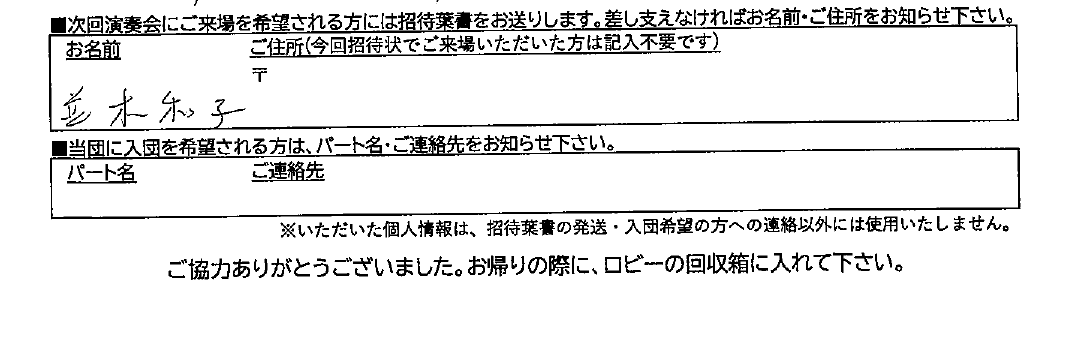 ■次回演奏会にご来場を希望される方には招待葉書をお送りします。差し支えなければお名前・ご住所をお知らせ下さい。
お名前 ご住所(今回招待状でご来場いただいた方は記入不要です)
〒
並木和子
■当団に入団を希望される方は、パート名・ご連絡先をお知らせ下さい。
パート名 ご連絡先
※いただいた個人情報は、招待葉書の発送・入団希望の方への連絡以外には使用いたしません。
ご協力ありがとうございました。お帰りの際に、ロビーの回収箱に入れて下さい。